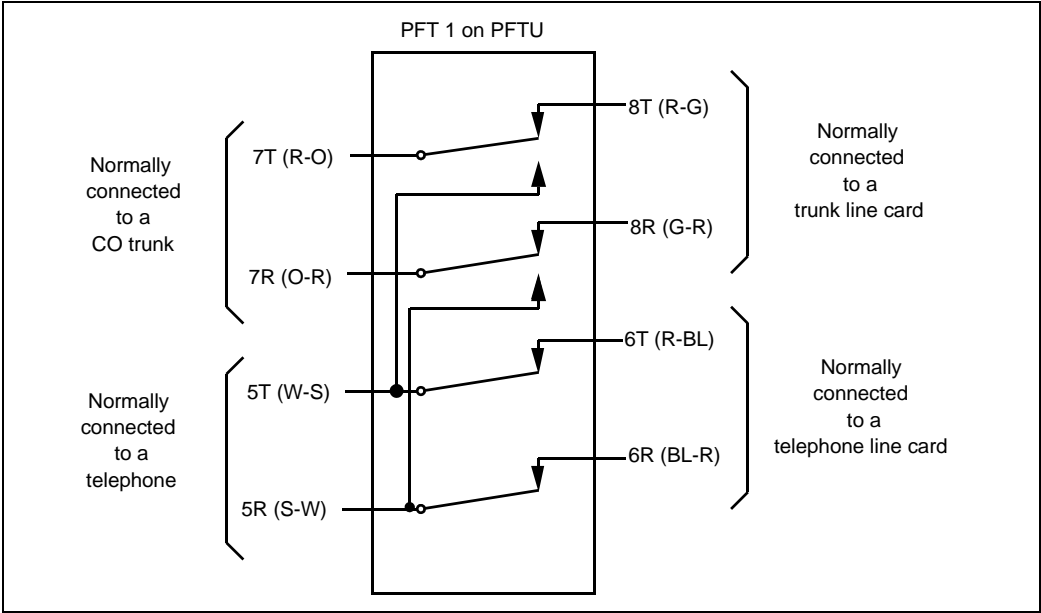 PFT 1 on PFTU
Normally
connected
to a
CO trunk
7T (R-O)
7R (O-R)
Normally
connected
to a
telephone
5T (W-S)
5R (S-W)
8T (R-G)
8R (G-R)
Normally
connected
to a
trunk line card
6T (R-BL)
6R (BL-R)
Normally
connected
to a
telephone line card